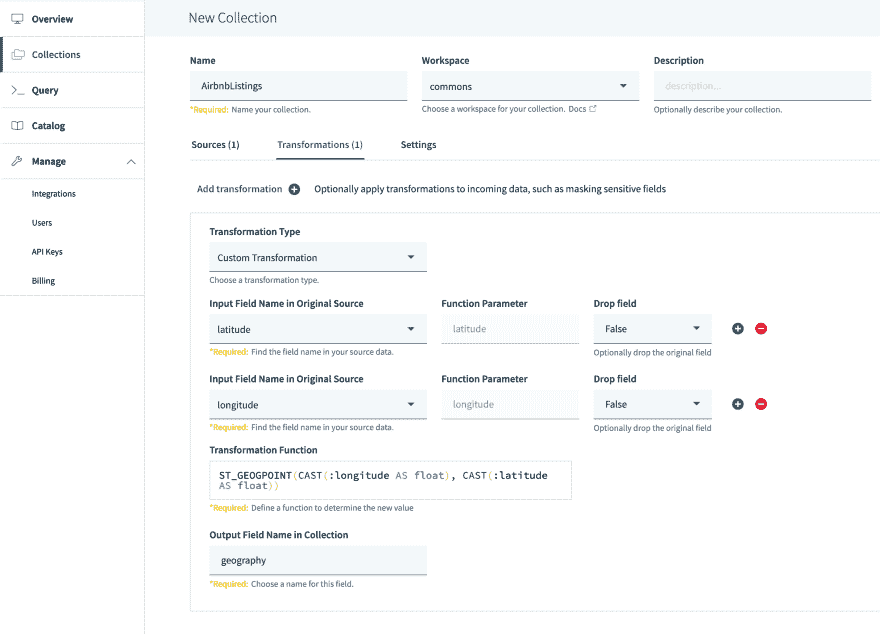 Overview
Collections
Query
Catalog
Manage
Integrations
Users
API Keys
Billing
New Collection
Name Workspace Description
AirbnbListings commons description...
*Required: Name your collection. Choose a workspace for your collection. Docs Optionally describe your collection.
Sources (1) Transformations (1) Settings
Add transformation Optionally apply transformations to incoming data, such as masking sensitive fields
Transformation Type
Custom Transformation
Choose a transformation type.
Input Field Name in Original Source Function Parameter Drop field
latitude latitude False
*Required: Find the field name in your source data. Optionally drop the original field
Input Field Name in Original Source Function Parameter Drop field
longitude longitude False
*Required: Find the field name in your source data. Optionally drop the original field
Transformation Function
ST_GEOGPOINT(CAST(:longitude AS float), CAST(:latitude
AS float))
*Required: Define a function to determine the new value
Output Field Name in Collection
geography
*Required: Choose a name for this field.